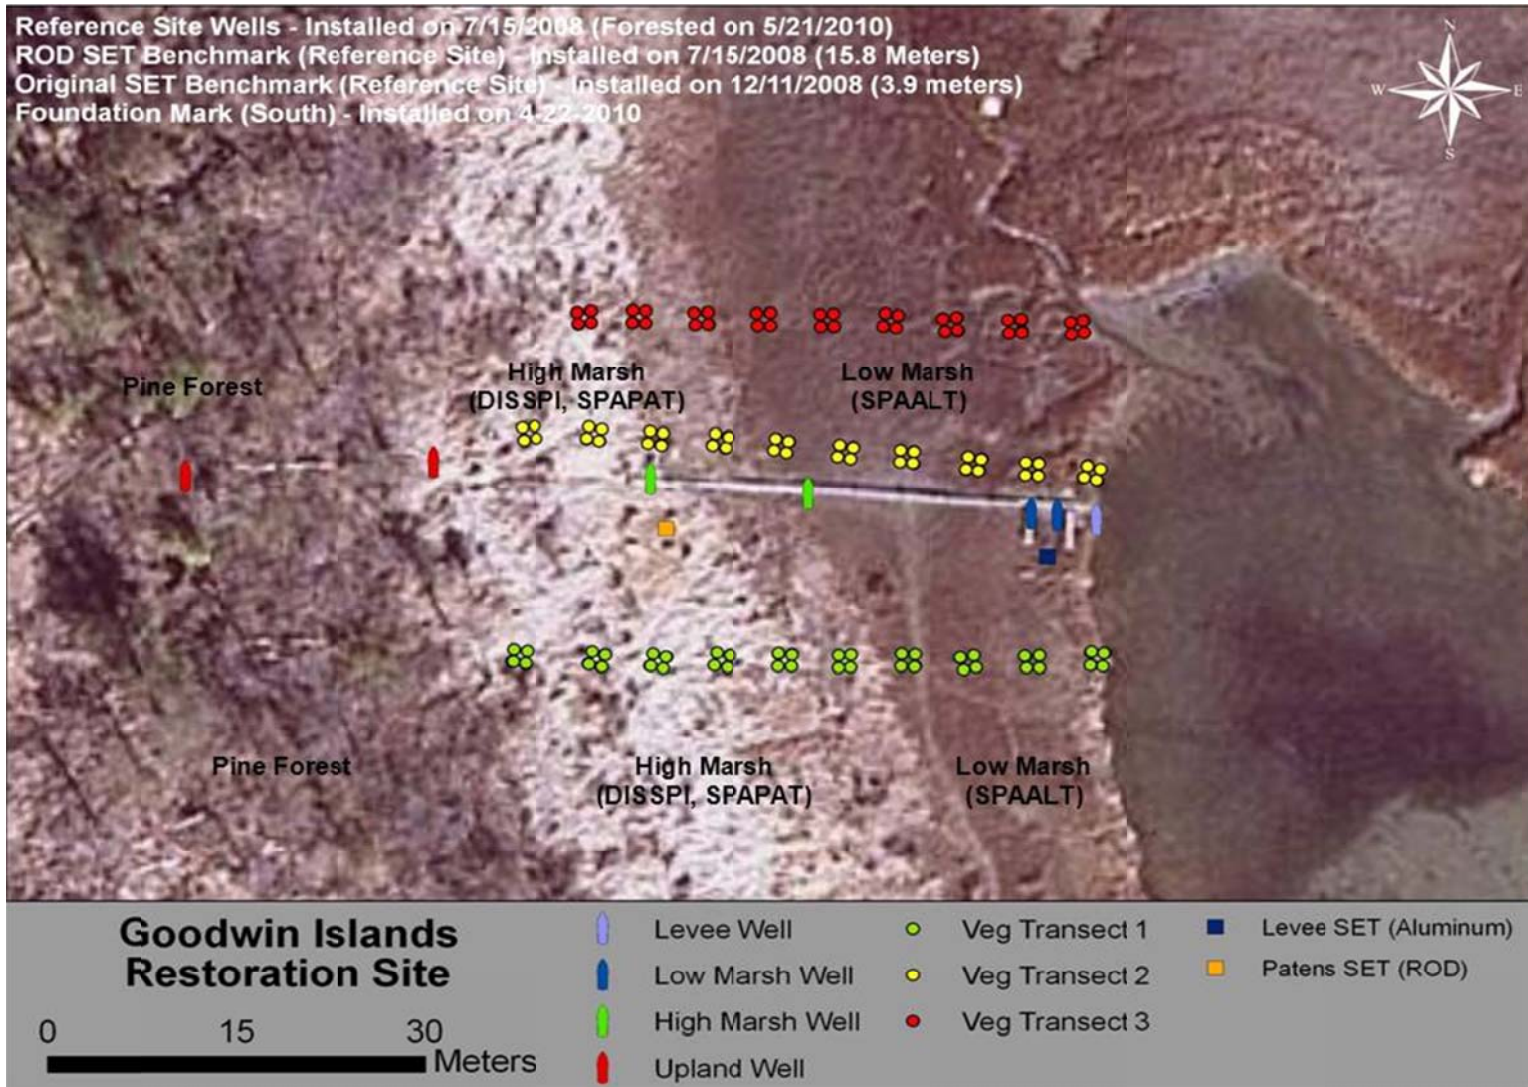 Reference Site Wells - Installed on 7/15/2008 (Forested on 5/21/2010)
ROD SET Benchmark (Reference Site) - Installed on 7/15/2008 (15.8 Meters)
Original SET Benchmark (Reference Site) - Installed on 12/11/2008 (3.9 meters)
Foundation Mark (South) - Installed on 4-22-2010
N
W
E
S
Pine Forest
High Marsh
(DISSPI, SPAPAT)
Low Marsh
(SPAALT)
Pine Forest
High Marsh
(DISSPI, SPAPAT)
Low Marsh
(SPAALT)
Goodwin Islands
Restoration Site
0 15 30
Meters
Levee Well
Low Marsh Well
High Marsh Well
Upland Well
Veg Transect 1
Veg Transect 2
Veg Transect 3
Levee SET (Aluminum)
Patens SET (ROD)